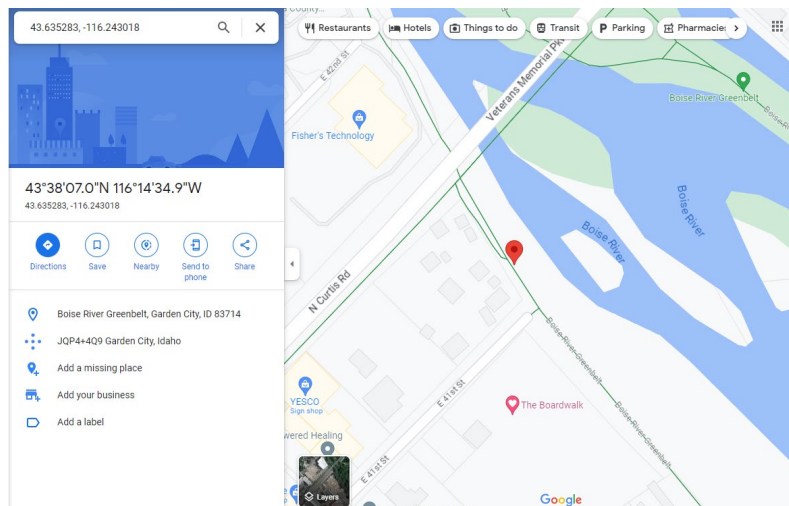 43.635283, -116.243018
Restaurants
Hotels
Things to do
Transit
Parking
Pharmacies
43°38'07.0"N 116°14'34.9"W
43.635283, -116.243018
Directions
Save
Nearby
Send to
phone
Share
Boise River Greenbelt, Garden City, ID 83714
JQP4+4Q9 Garden City, Idaho
Add a missing place
Add your business
Add a label
County...
E 42nd St
Veterans Memorial Pk
Boise River Greenbelt
Fisher's Technology
Boise River
Boise River
N Curtis Rd
Boise River Greenbelt
E 41st St
YESCO
Sign shop
The Boardwalk
Boise River Greenbelt
wered Healing
E 41st St
Layers
Google